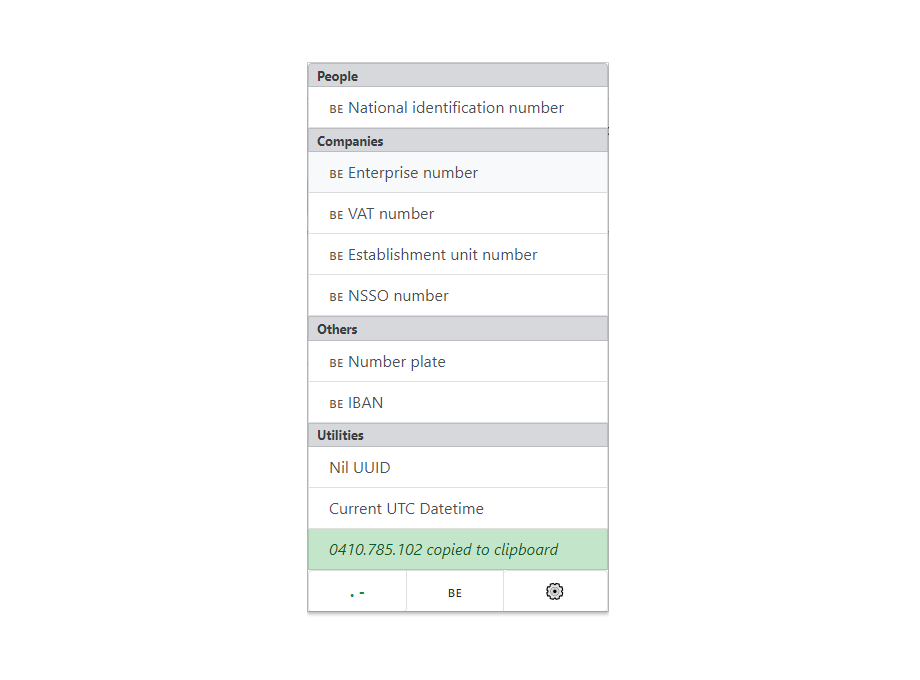 People
BE National identification number
Companies
BE Enterprise number
BE VAT number
BE Establishment unit number
BE NSSO number
Others
BE Number plate
BE IBAN
Utilities
Nil UUID
Current UTC Datetime
0410.785.102 copied to clipboard
.- BE